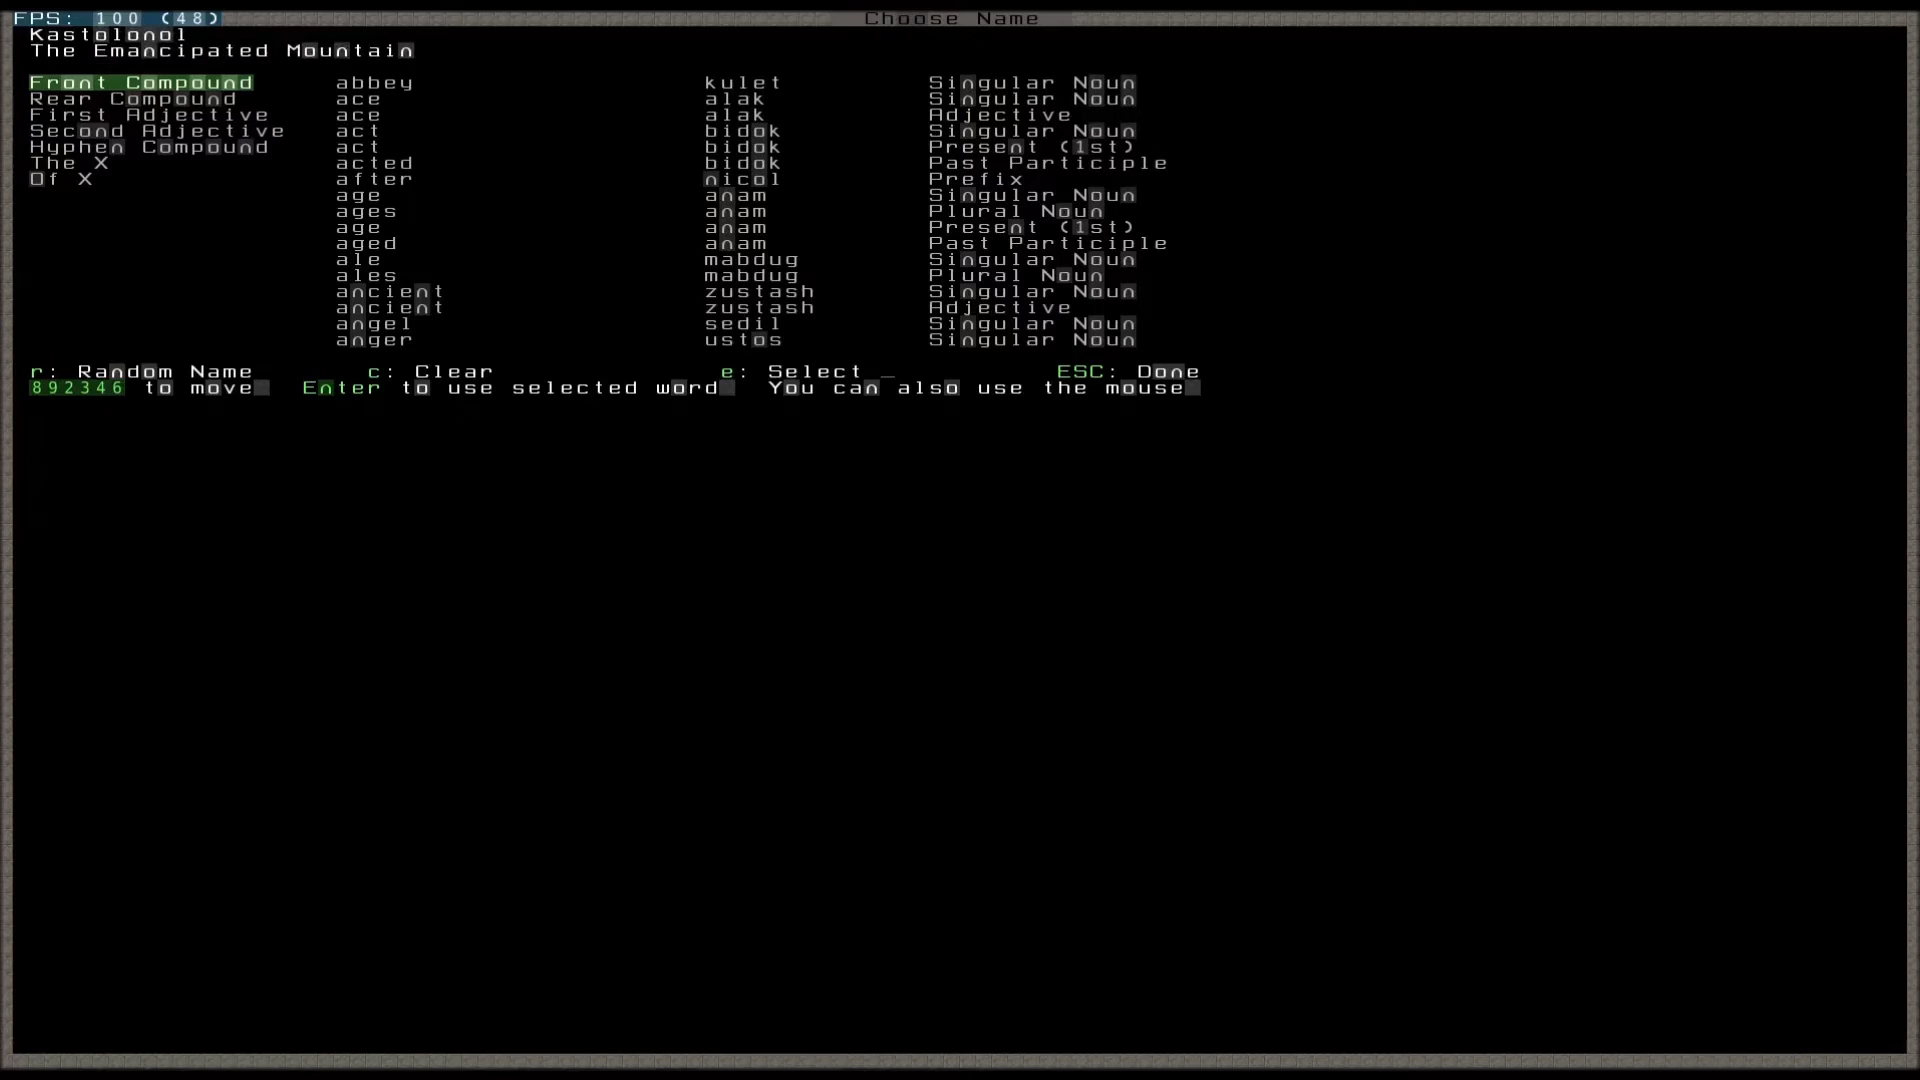 FPS: 100 (48) Choose Name
Kastolonol
The Emancipated Mountain
Front Compound abbey kulet Singular Noun
Rear Compound ace alak Singular Noun
First Adjective ace alak Adjective
Second Adjective act bidok Singular Noun
Hyphen Compound act bidok Present (1st)
The X acted bidok Past Participle
Of X after nicol Prefix
age anam Singular Noun
ages anam Plural Noun
age anam Present (1st)
aged anam Past Participle
ale mabdug Singular Noun
ales mabdug Plural Noun
ancient zustash Singular Noun
ancient zustash Adjective
angel sedil Singular Noun
anger ustos Singular Noun
r: Random Name c: Clear e: Select _ ESC: Done
892346 to move Enter to use selected word You can also use the mouse